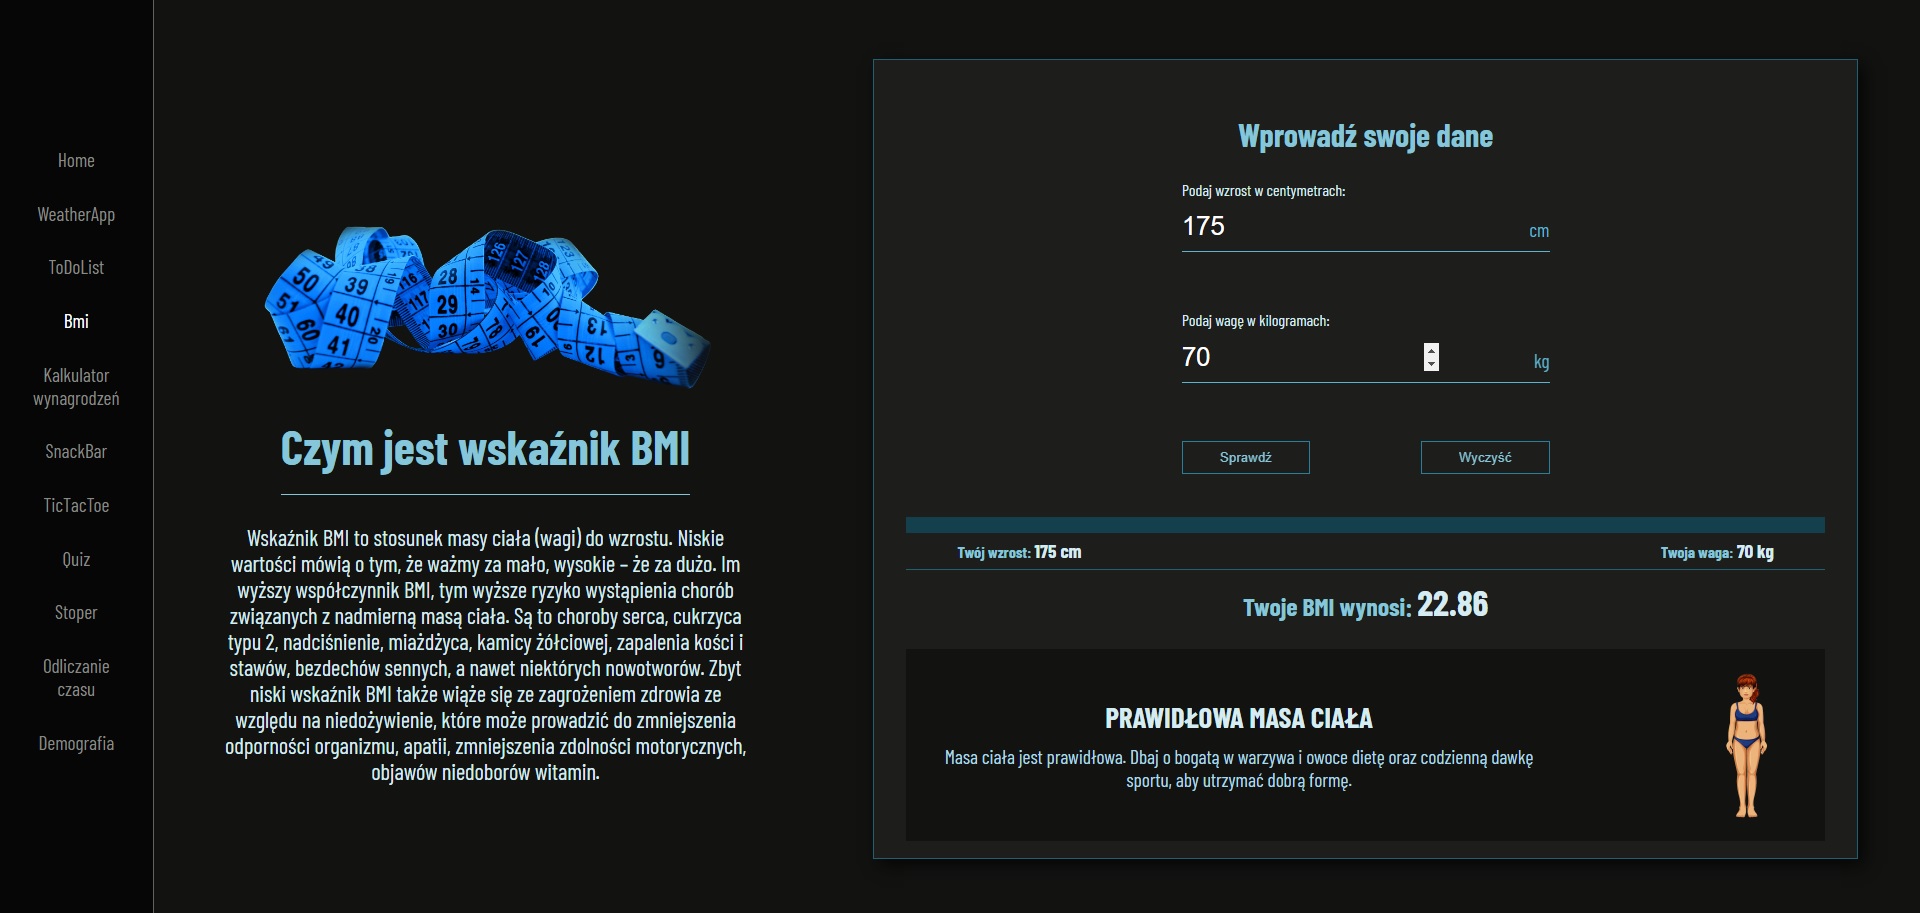 Home
WeatherApp
ToDoList
Bmi
Kalkulator
wynagrodzeń
SnackBar
TicTacToe
Quiz
Stoper
Odliczanie
czasu
Demografia
Czym jest wskaźnik BMI
Wskaźnik BMI to stosunek masy ciała (wagi) do wzrostu. Niskie
wartości mówią o tym, że ważmy za mało, wysokie – że za dużo. Im
wyższy współczynnik BMI, tym wyższe ryzyko wystąpienia chorób
związanych z nadmierną masą ciała. Są to choroby serca, cukrzyca
typu 2, nadciśnienie, miażdżyca, kamicy żółciowej, zapalenia kości i
stawów, bezdechów sennych, a nawet niektórych nowotworów. Zbyt
niski wskaźnik BMI także wiąże się ze zagrożeniem zdrowia ze
względu na niedożywienie, które może prowadzić do zmniejszenia
odporności organizmu, apatii, zmniejszenia zdolności motorycznych,
objawów niedoborów witamin.
Wprowadź swoje dane
Podaj wzrost w centymetrach:
175 cm
Podaj wagę w kilogramach:
70 kg
Sprawdź Wyczyść
Twój wzrost: 175 cm Twoja waga: 70 kg
Twoje BMI wynosi: 22.86
PRAWIDŁOWA MASA CIAŁA
Masa ciała jest prawidłowa. Dbaj o bogatą w warzywa i owoce dietę oraz codzienną dawkę
sportu, aby utrzymać dobrą formę.